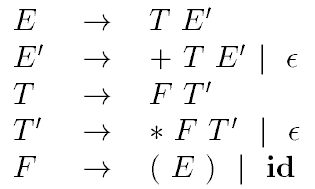 E → T E′
E′ → + T E′ | ϵ
T → F T′
T′ → ∗ F T′ | ϵ
F → ( E ) | id